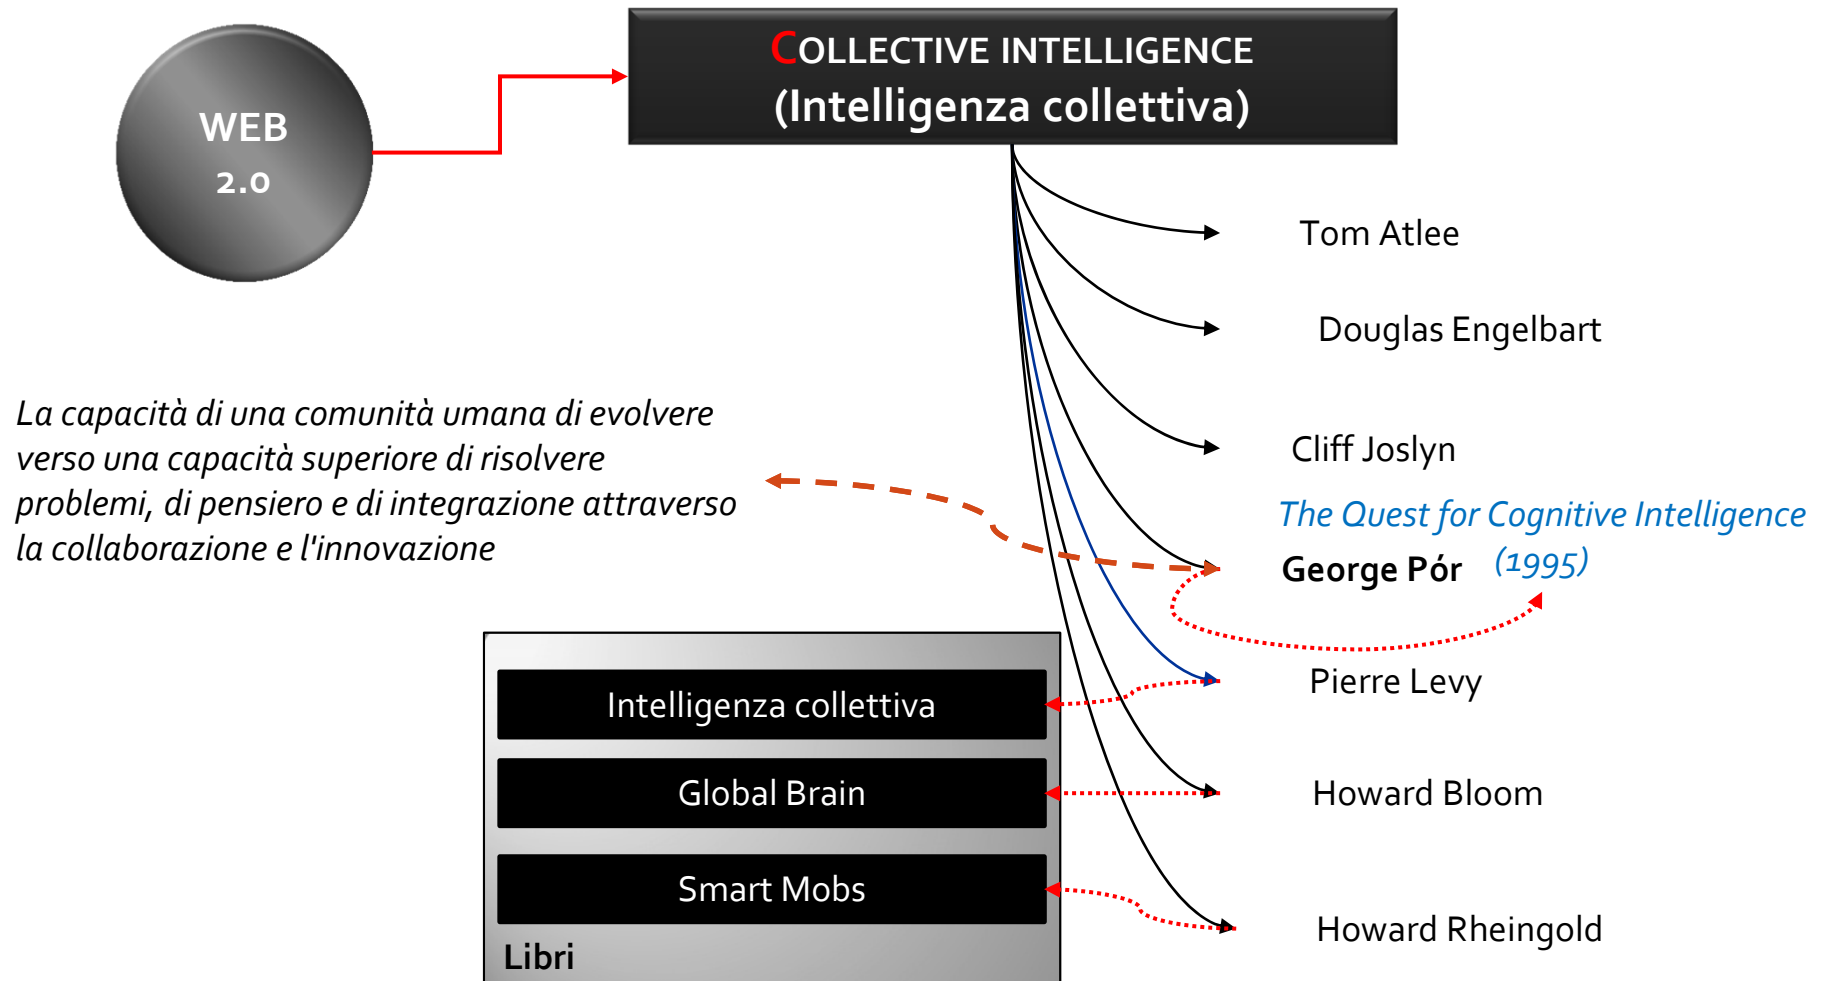 WEB
2.0
COLLECTIVE INTELLIGENCE
(Intelligenza collettiva)
Tom Atlee
Douglas Engelbart
Cliff Joslyn
La capacità di una comunità umana di evolvere
verso una capacità superiore di risolvere
problemi, di pensiero e di integrazione attraverso
la collaborazione e l'innovazione
The Quest for Cognitive Intelligence
George Pór (1995)
Pierre Levy
Howard Bloom
Howard Rheingold
Intelligenza collettiva
Global Brain
Smart Mobs
Libri